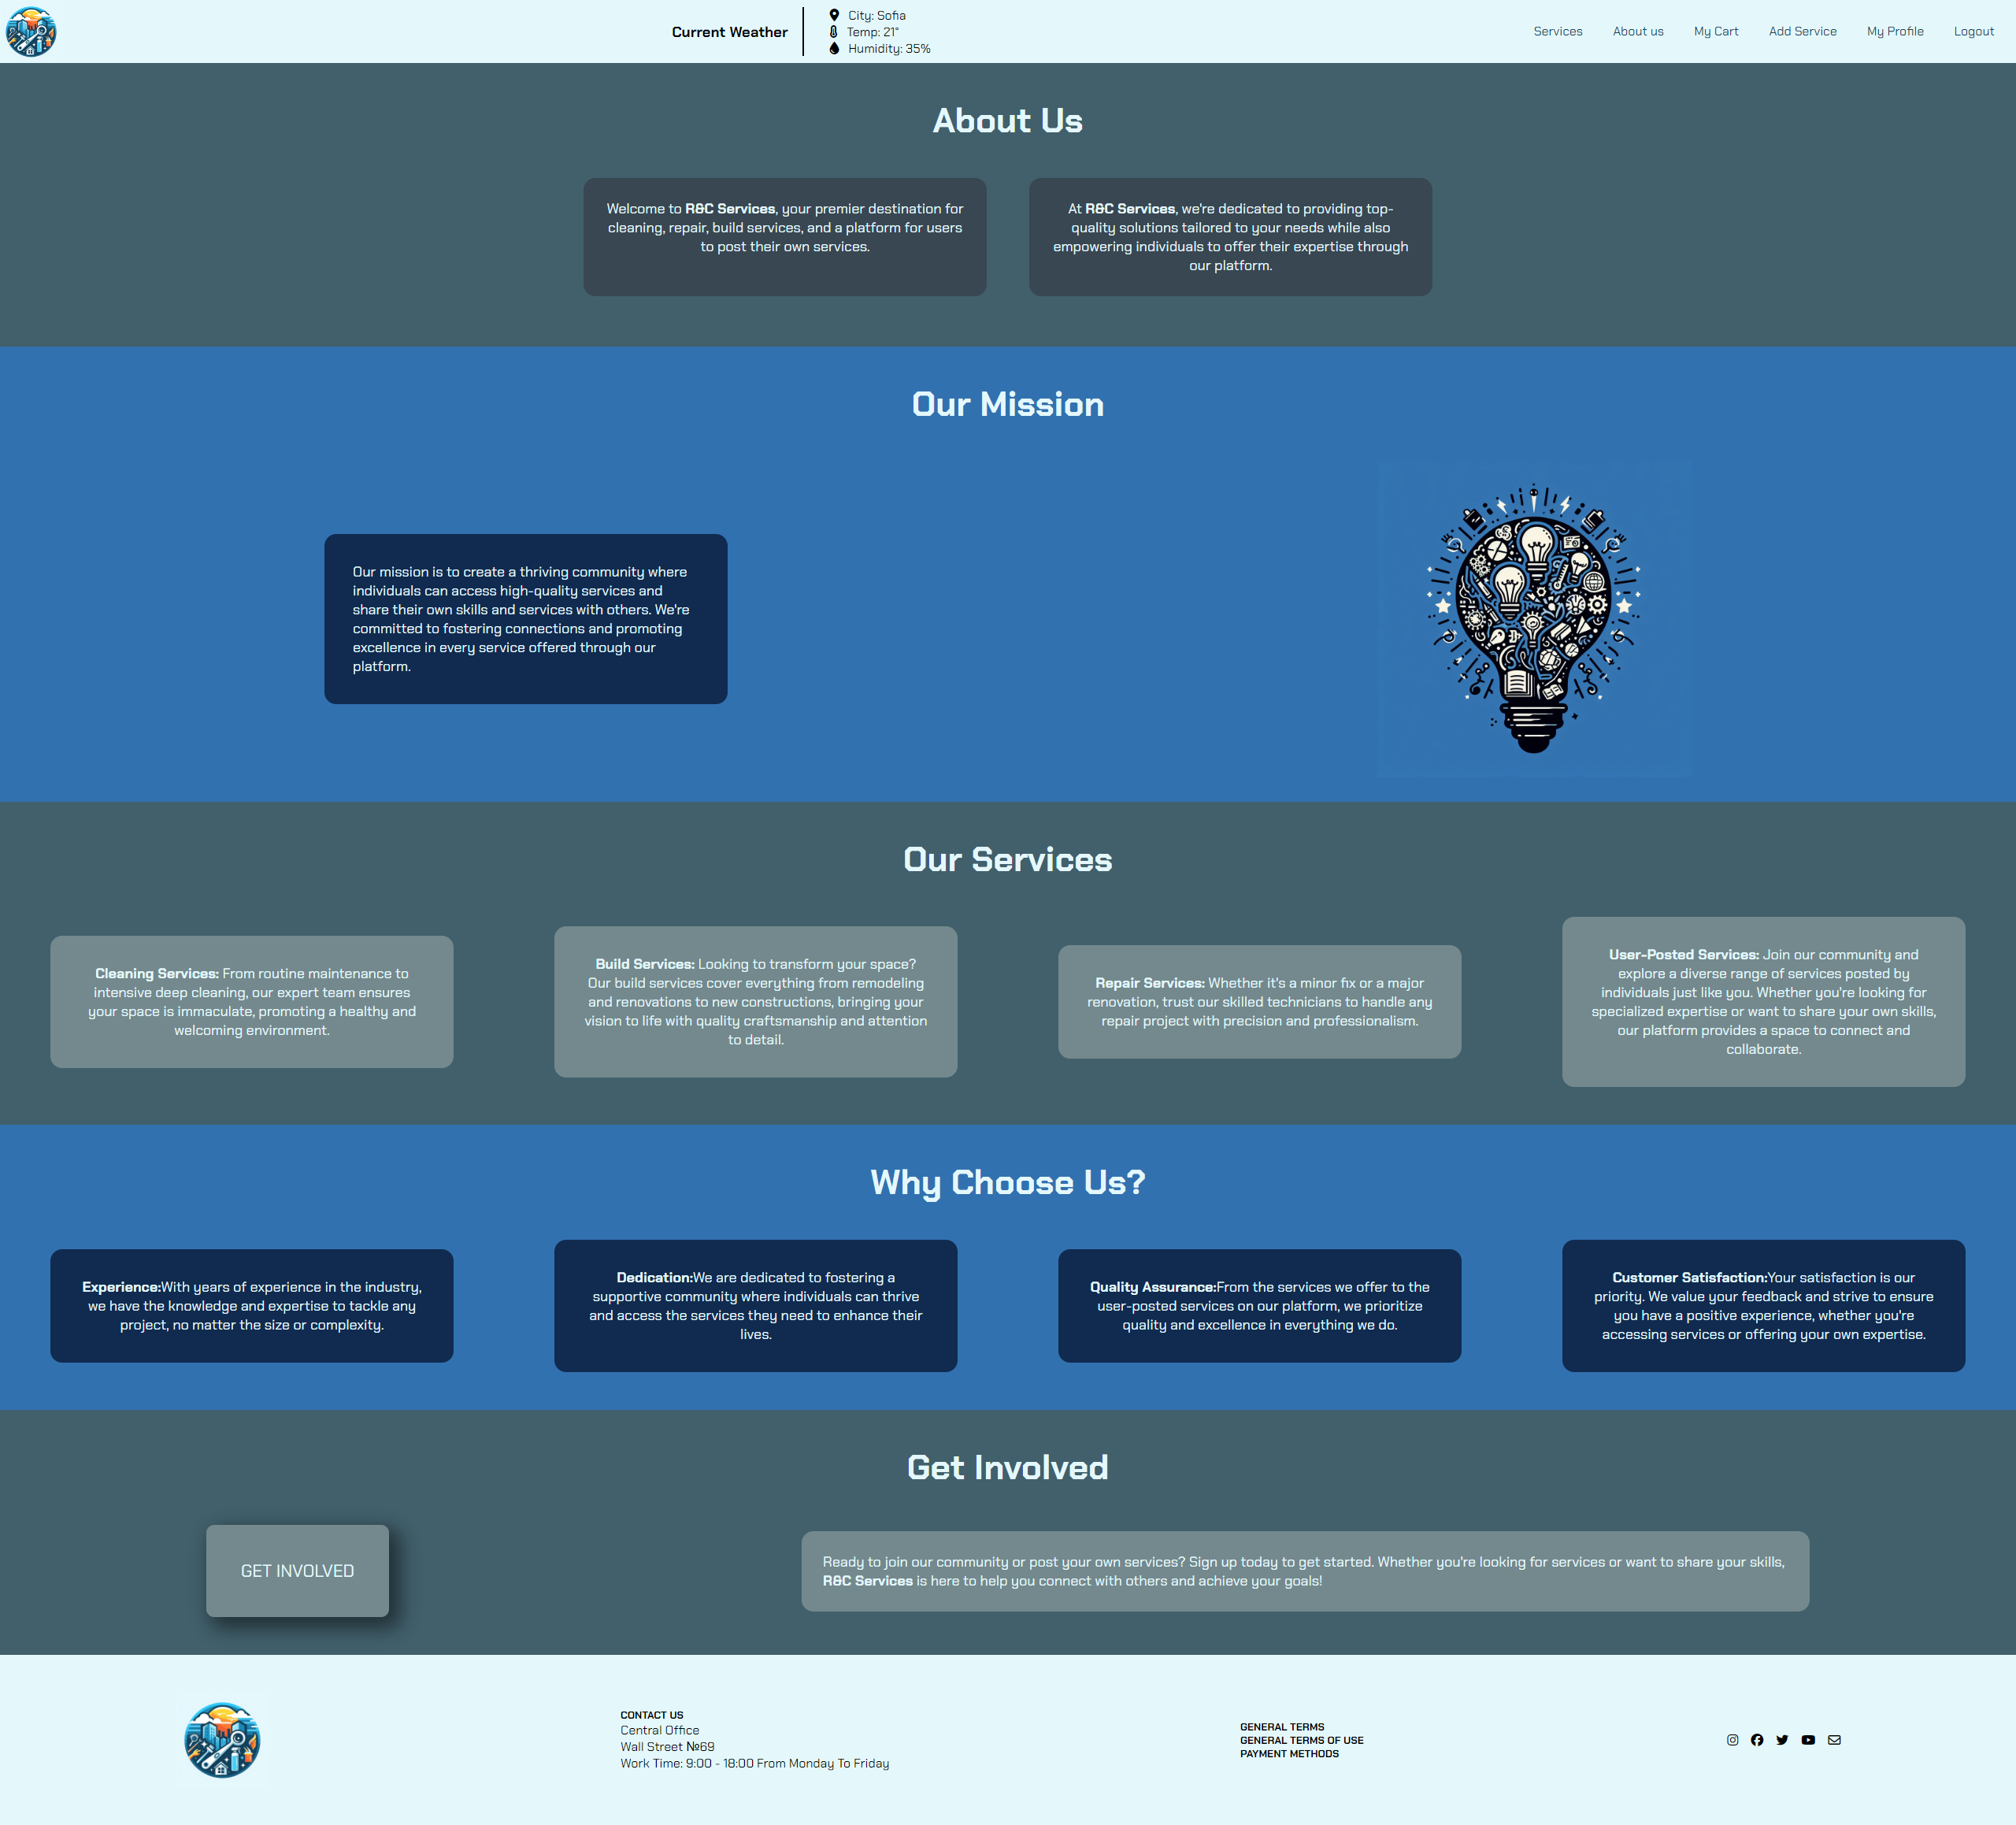 Current Weather
City: Sofia
Temp: 21°
Humidity: 35%
Services
About us
My Cart
Add Service
My Profile
Logout
About Us
Welcome to R&C Services, your premier destination for
cleaning, repair, build services, and a platform for users
to post their own services.
At R&C Services, we're dedicated to providing top-
quality solutions tailored to your needs while also
empowering individuals to offer their expertise through
our platform.
Our Mission
Our mission is to create a thriving community where
individuals can access high-quality services and
share their own skills and services with others. We're
committed to fostering connections and promoting
excellence in every service offered through our
platform.
Our Services
Cleaning Services: From routine maintenance to
intensive deep cleaning, our expert team ensures
your space is immaculate, promoting a healthy and
welcoming environment.
Build Services: Looking to transform your space?
Our build services cover everything from remodeling
and renovations to new constructions, bringing your
vision to life with quality craftsmanship and attention
to detail.
Repair Services: Whether it's a minor fix or a major
renovation, trust our skilled technicians to handle any
repair project with precision and professionalism.
User-Posted Services: Join our community and
explore a diverse range of services posted by
individuals just like you. Whether you're looking for
specialized expertise or want to share your own skills,
our platform provides a space to connect and
collaborate.
Why Choose Us?
Experience:With years of experience in the industry,
we have the knowledge and expertise to tackle any
project, no matter the size or complexity.
Dedication:We are dedicated to fostering a
supportive community where individuals can thrive
and access the services they need to enhance their
lives.
Quality Assurance:From the services we offer to the
user-posted services on our platform, we prioritize
quality and excellence in everything we do.
Customer Satisfaction:Your satisfaction is our
priority. We value your feedback and strive to ensure
you have a positive experience, whether you're
accessing services or offering your own expertise.
Get Involved
GET INVOLVED
Ready to join our community or post your own services? Sign up today to get started. Whether you're looking for services or want to share your skills,
R&C Services is here to help you connect with others and achieve your goals!
CONTACT US
Central Office
Wall Street №69
Work Time: 9:00 - 18:00 From Monday To Friday
GENERAL TERMS
GENERAL TERMS OF USE
PAYMENT METHODS